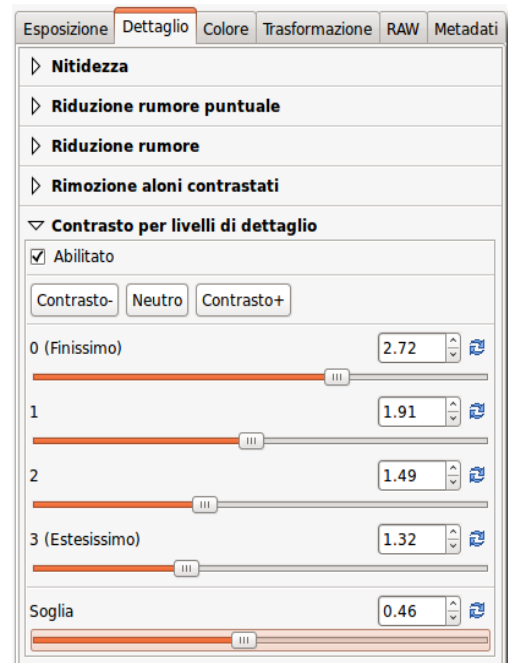 Esposizione Dettaglio Colore Trasformazione RAW Metadati
Nitidezza
Riduzione rumore puntuale
Riduzione rumore
Rimozione aloni contrastati
Contrasto per livelli di dettaglio
Abilitato
Contrasto- Neutro Contrasto+
0 (Finissimo) 2.72
1 1.91
2 1.49
3 (Estesissimo) 1.32
Soglia 0.46